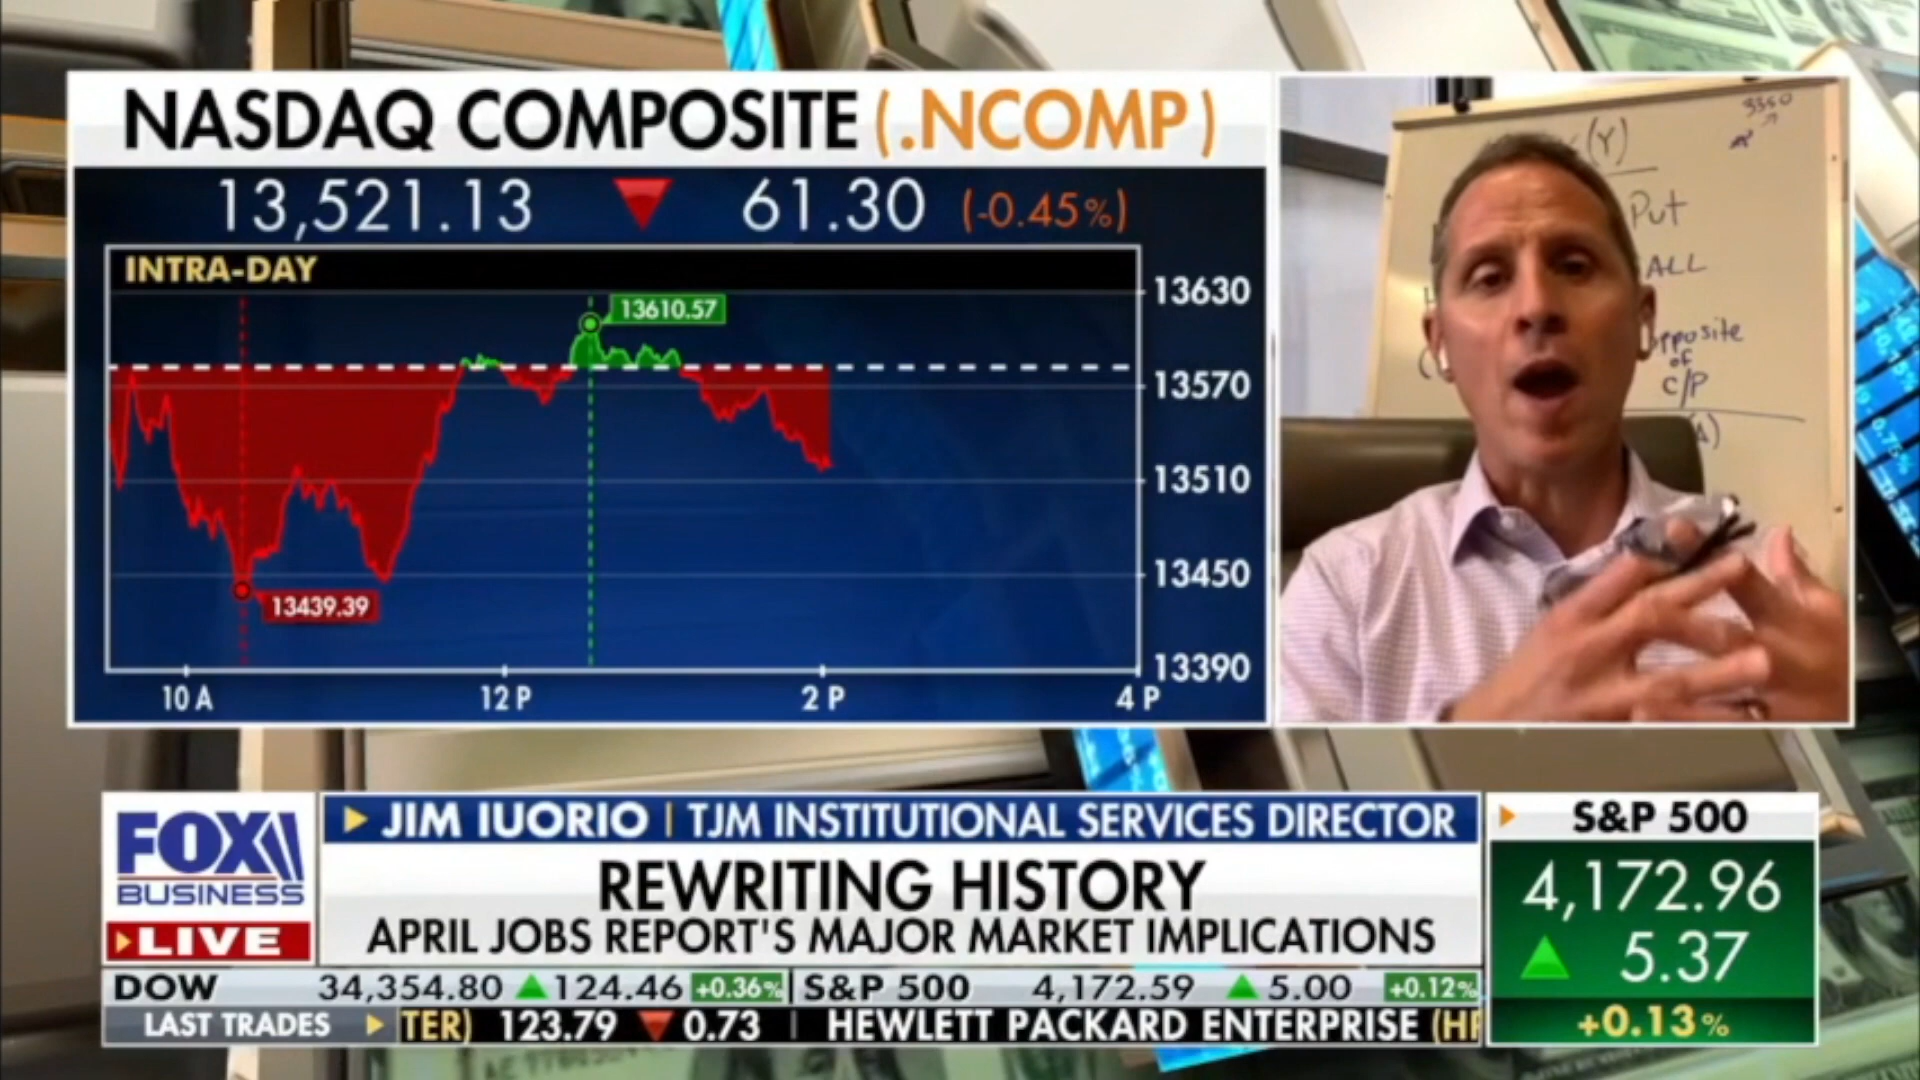 NASDAQ COMPOSITE (.NCOMP)
13,521.13 ▼ 61.30 (-0.45%)
INTRA-DAY
13610.57
13439.39
13630
13570
13510
13450
13390
10 A 12 P 2 P 4 P
3350
(Y)
Put
ALL
opposite
of
C/P
JIM IUORIO | TJM INSTITUTIONAL SERVICES DIRECTOR
REWRITING HISTORY
APRIL JOBS REPORT'S MAJOR MARKET IMPLICATIONS
FOX
BUSINESS
LIVE
S&P 500
4,172.96
▲ 5.37
+0.13%
DOW 34,354.80 ▲ 124.46 +0.36% | S&P 500 4,172.59 ▲ 5.00 +0.12%
LAST TRADES TER) 123.79 ▼ 0.73 | HEWLETT PACKARD ENTERPRISE (HP